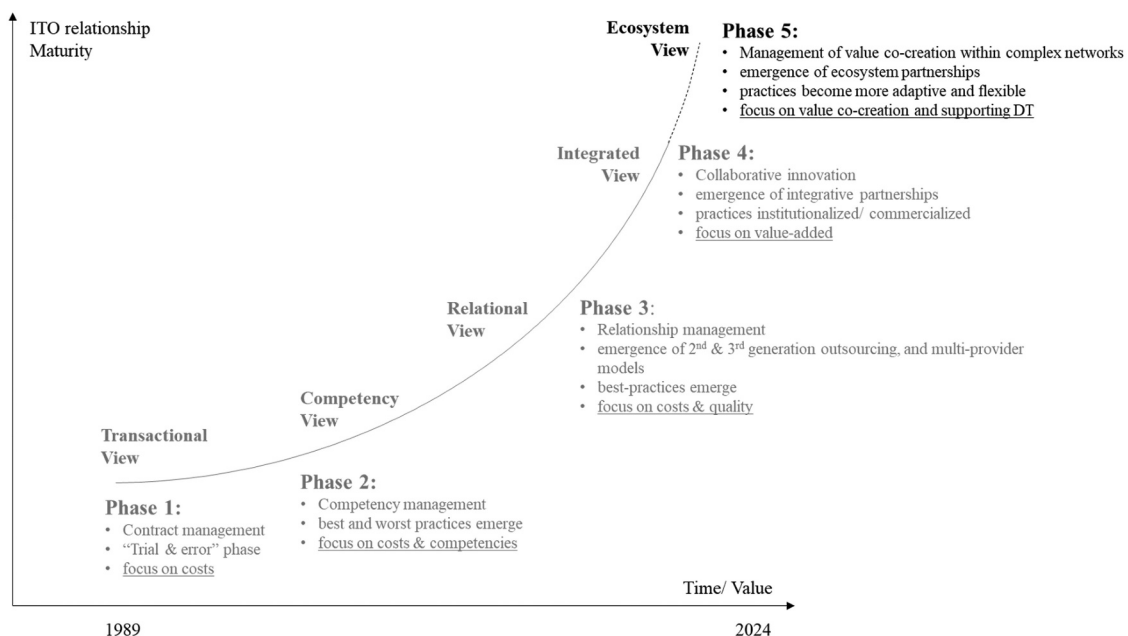 ITO relationship
Maturity
Ecosystem
View
Phase 5:
• Management of value co-creation within complex networks
• emergence of ecosystem partnerships
• practices become more adaptive and flexible
• focus on value co-creation and supporting DT
Integrated
View
Phase 4:
• Collaborative innovation
• emergence of integrative partnerships
• practices institutionalized/ commercialized
• focus on value-added
Relational
View
Phase 3:
• Relationship management
• emergence of 2nd & 3rd generation outsourcing, and multi-provider
models
• best-practices emerge
• focus on costs & quality
Competency
View
Transactional
View
Phase 2:
• Competency management
• best and worst practices emerge
• focus on costs & competencies
Phase 1:
• Contract management
• “Trial & error” phase
• focus on costs
Time/ Value
1989
2024